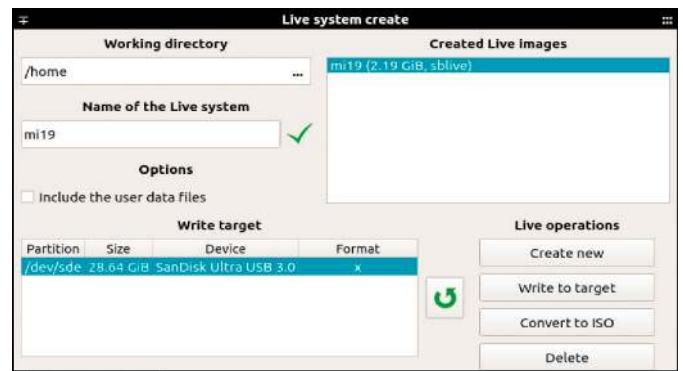 Live system create
Working directory
/home ...
Name of the Live system
mi19
Options
Include the user data files
Created Live images
mi19 (2.19 GiB, sblive)
Write target
Partition Size Device Format
/dev/sde 28.64 GiB SanDisk Ultra USB 3.0 x
Live operations
Create new
Write to target
Convert to ISO
Delete